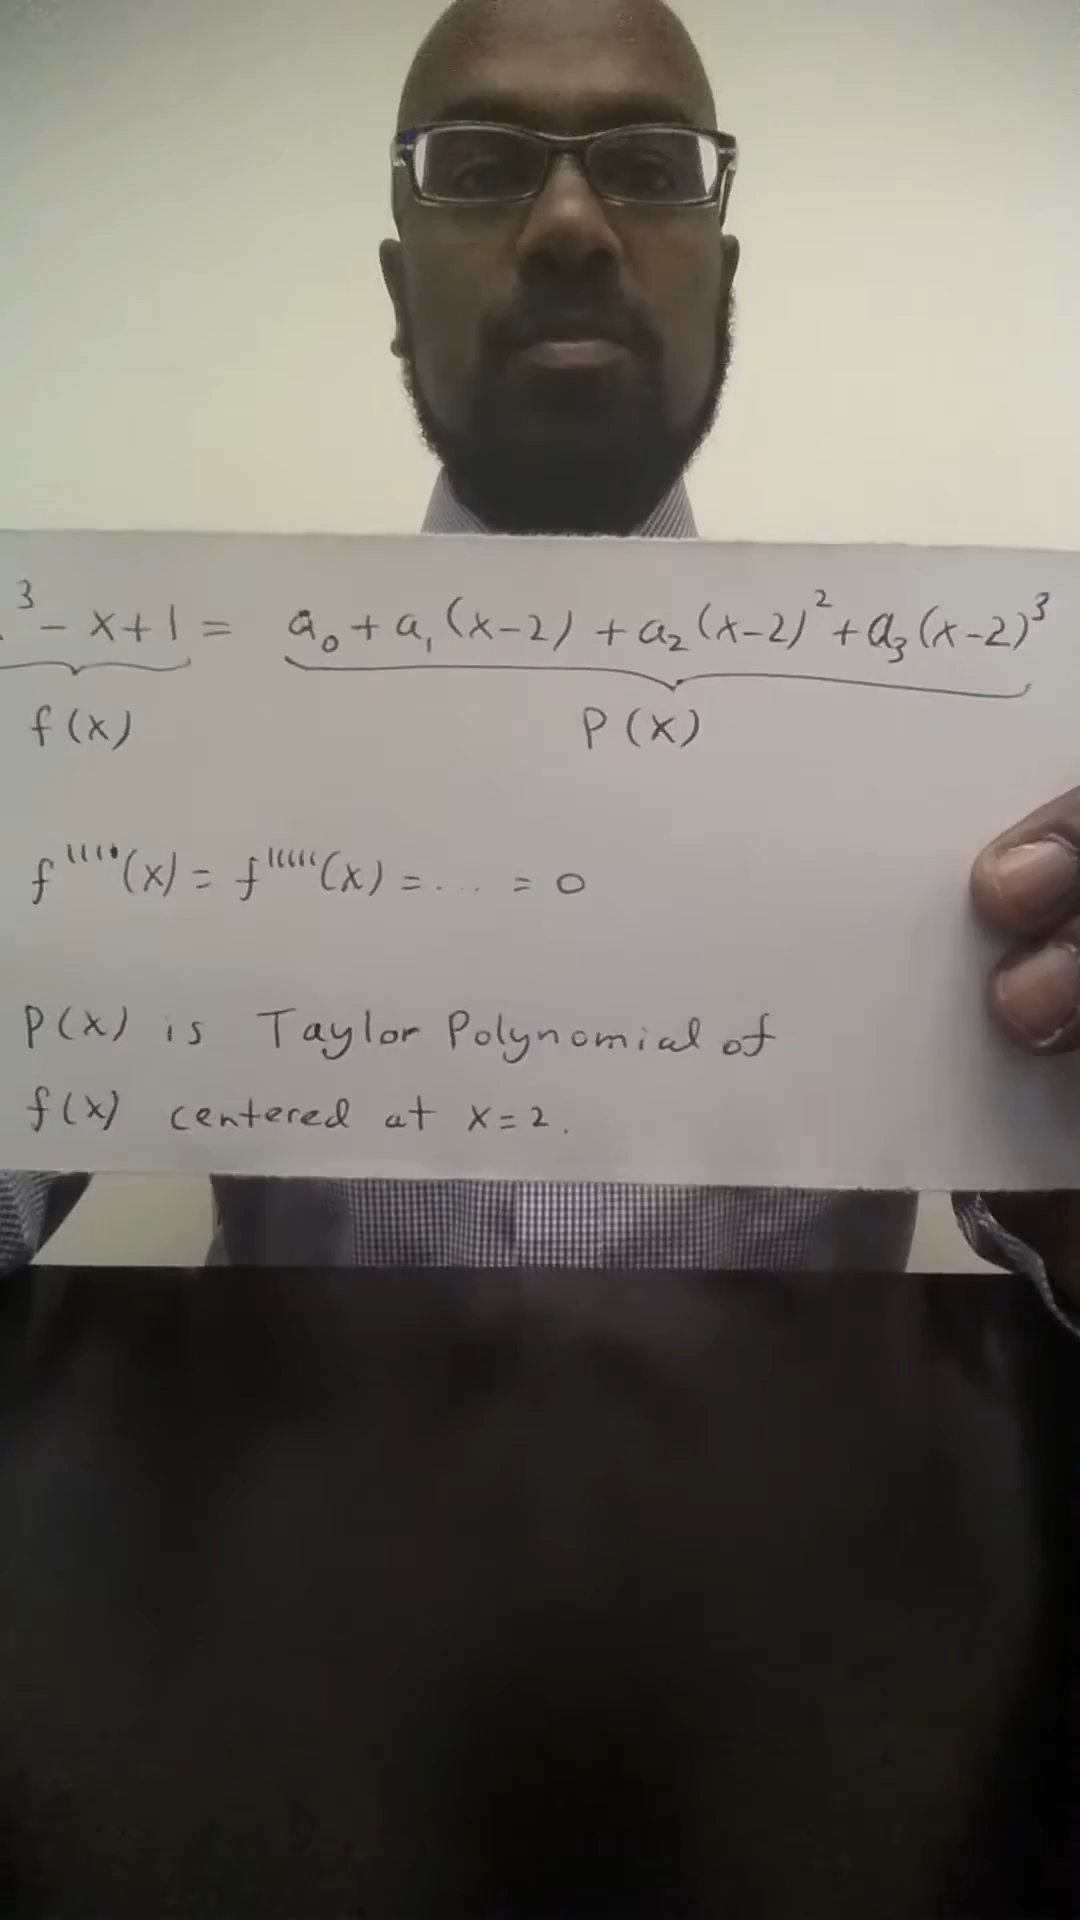 3 - x+1 = a₀ + a₁(x-2) + a₂(x-2)² + a₃(x-2)³
f(x) P(x)
f''''(x) = f'''''(x) = .... = 0
P(x) is Taylor Polynomial of
f(x) centered at x=2.